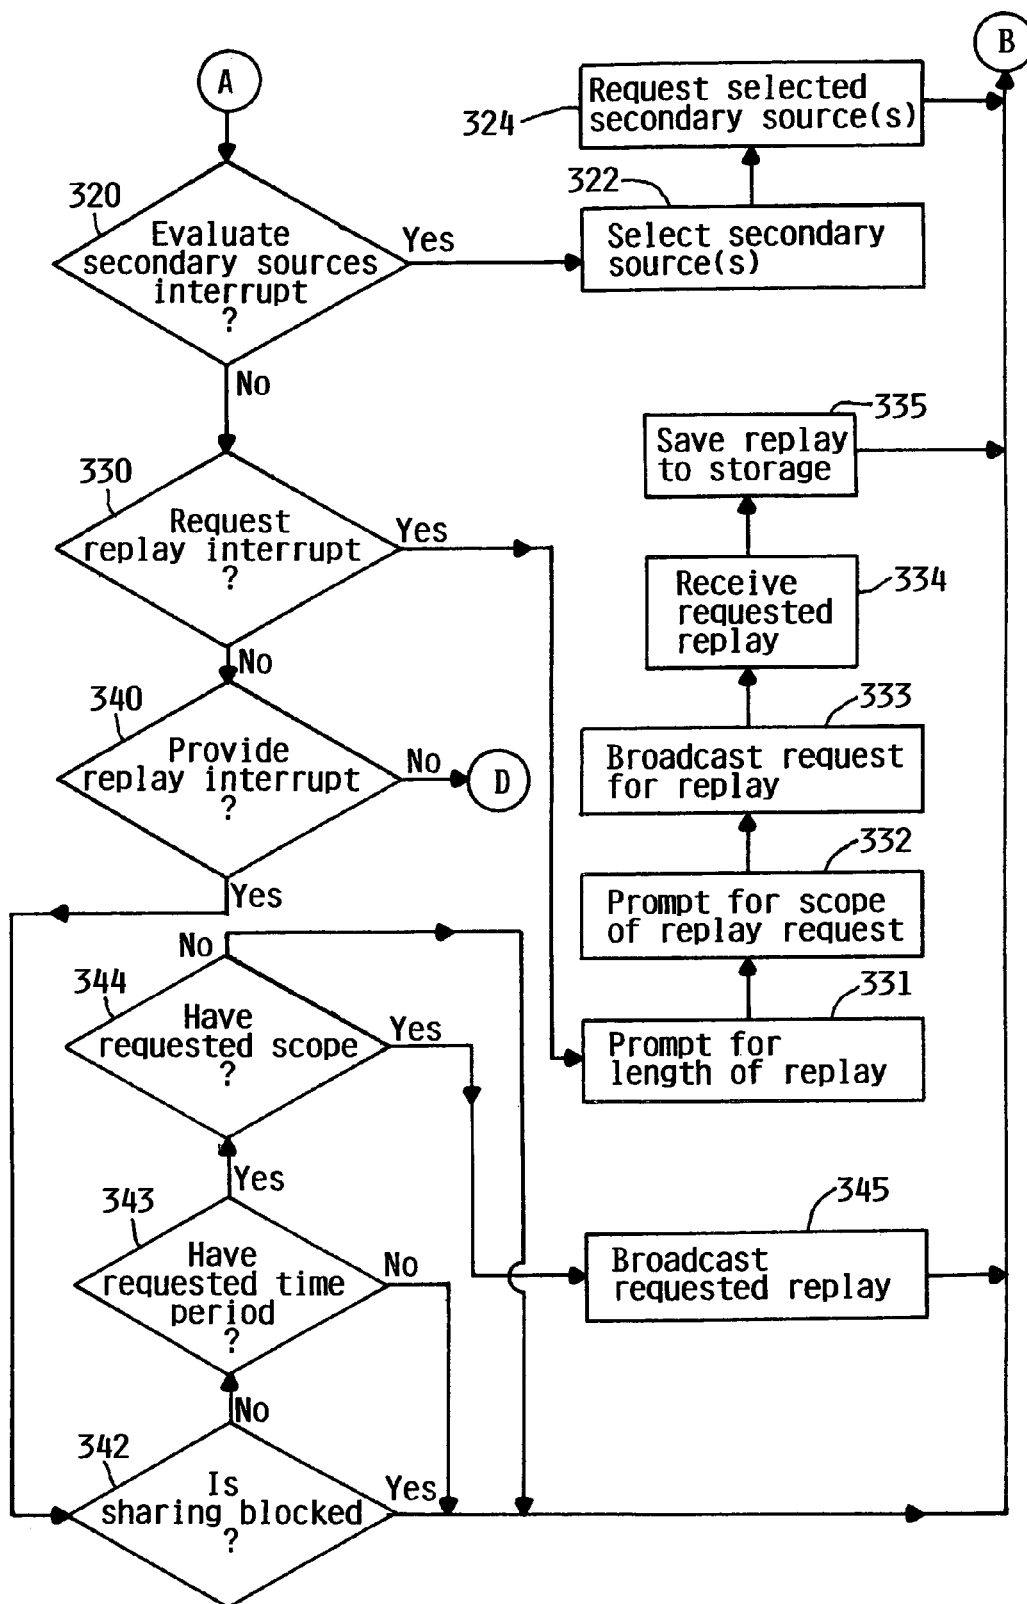 A
B
324
Request selected
secondary source(s)
322
Select secondary
source(s)
320
Evaluate
secondary sources
interrupt
?
Yes
No
330
Request
replay interrupt
?
Yes
No
335
Save replay
to storage
334
Receive
requested
replay
333
Broadcast request
for replay
332
Prompt for scope
of replay request
331
Prompt for
length of replay
340
Provide
replay interrupt
?
No
D
Yes
No
344
Have
requested scope
?
Yes
Yes
343
Have
requested time
period
?
No
345
Broadcast
requested replay
No
342
Is
sharing blocked
?
Yes